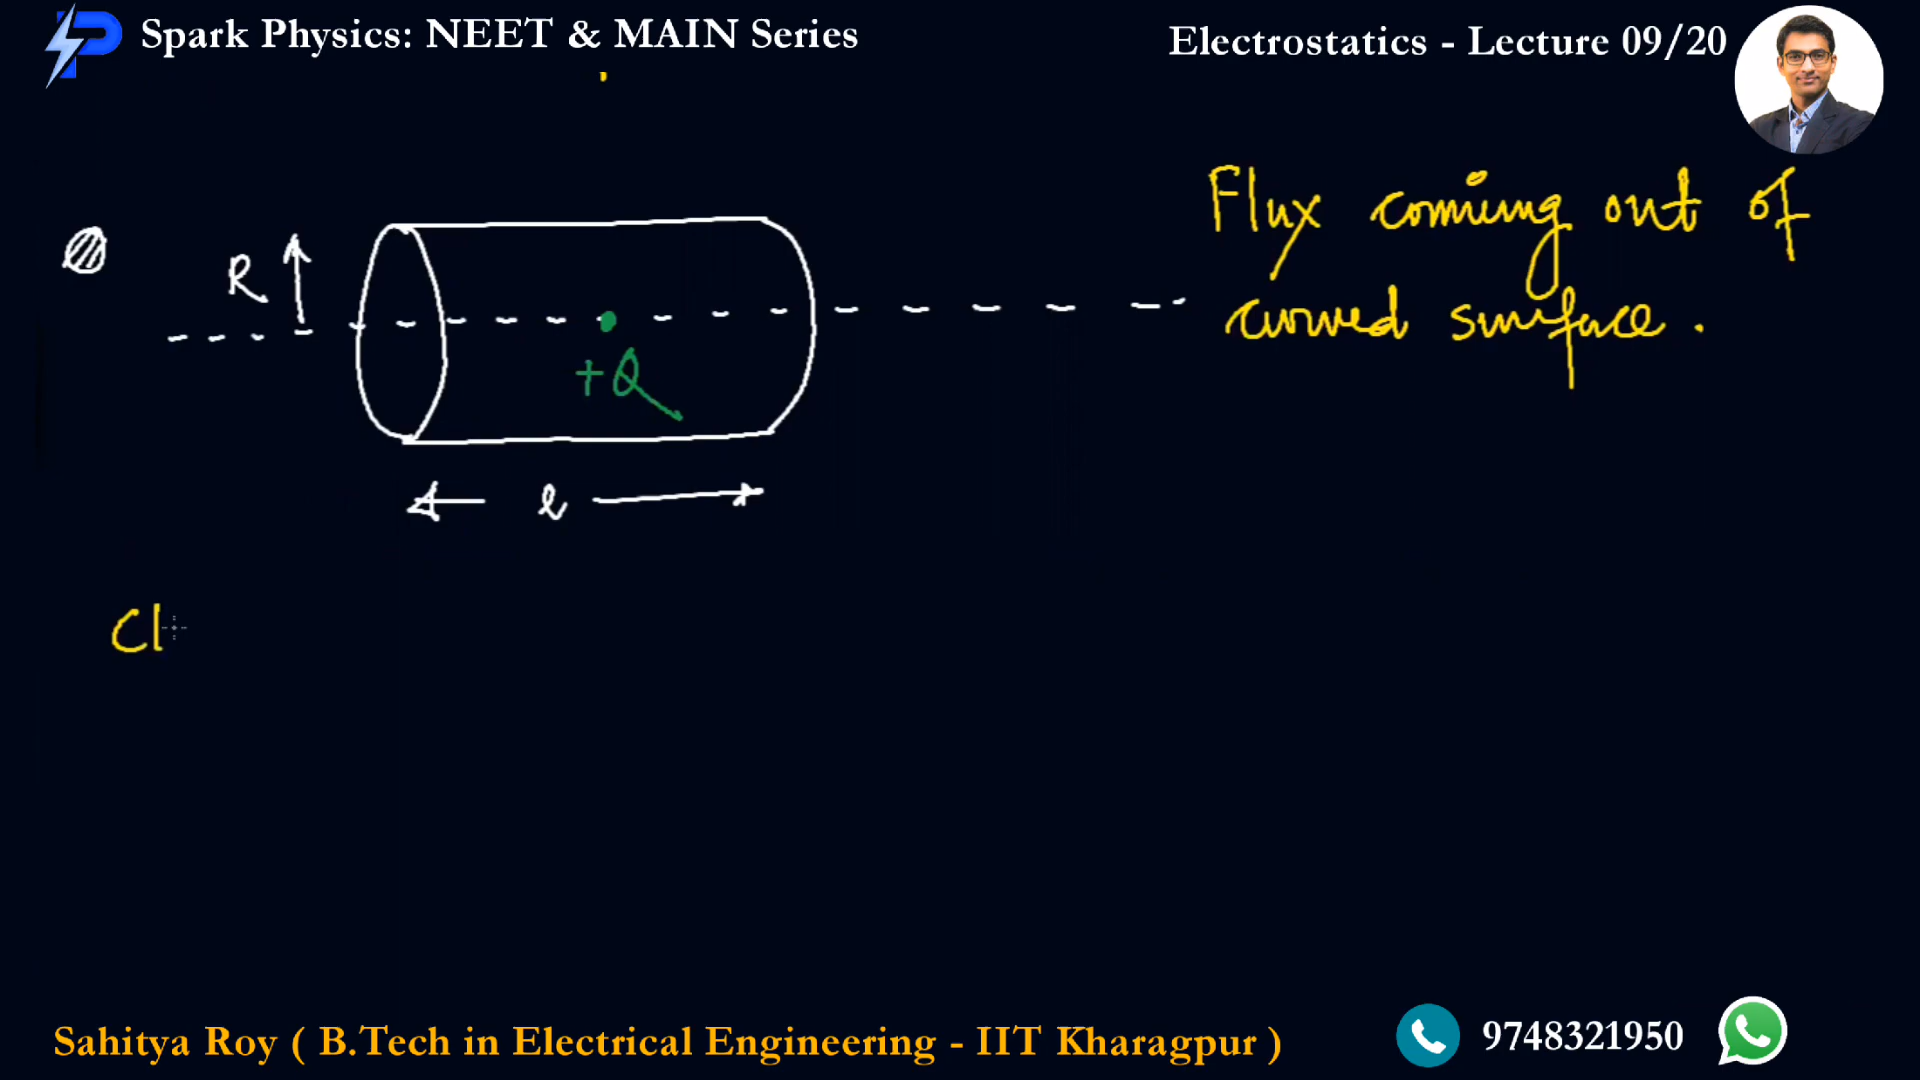 Spark Physics: NEET & MAIN Series
Electrostatics - Lecture 09/20
Flux coming out of
curved surface.
R
+Q
l
Cl
Sahitya Roy ( B.Tech in Electrical Engineering - IIT Kharagpur )
9748321950